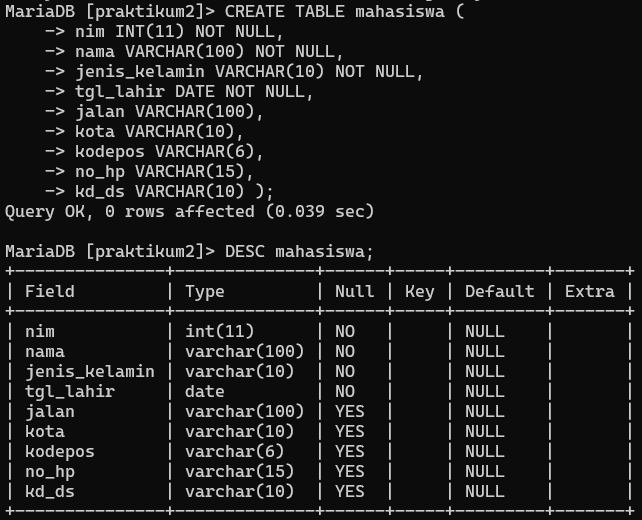 MariaDB [praktikum2]> CREATE TABLE mahasiswa (
    -> nim INT(11) NOT NULL,
    -> nama VARCHAR(100) NOT NULL,
    -> jenis_kelamin VARCHAR(10) NOT NULL,
    -> tgl_lahir DATE NOT NULL,
    -> jalan VARCHAR(100),
    -> kota VARCHAR(10),
    -> kodepos VARCHAR(6),
    -> no_hp VARCHAR(15),
    -> kd_ds VARCHAR(10) );
Query OK, 0 rows affected (0.039 sec)

MariaDB [praktikum2]> DESC mahasiswa;
+---------------+--------------+------+-----+---------+-------+
| Field         | Type         | Null | Key | Default | Extra |
+---------------+--------------+------+-----+---------+-------+
| nim           | int(11)      | NO   |     | NULL    |       |
| nama          | varchar(100) | NO   |     | NULL    |       |
| jenis_kelamin | varchar(10)  | NO   |     | NULL    |       |
| tgl_lahir     | date         | NO   |     | NULL    |       |
| jalan         | varchar(100) | YES  |     | NULL    |       |
| kota          | varchar(10)  | YES  |     | NULL    |       |
| kodepos       | varchar(6)   | YES  |     | NULL    |       |
| no_hp         | varchar(15)  | YES  |     | NULL    |       |
| kd_ds         | varchar(10)  | YES  |     | NULL    |       |
+---------------+--------------+------+-----+---------+-------+